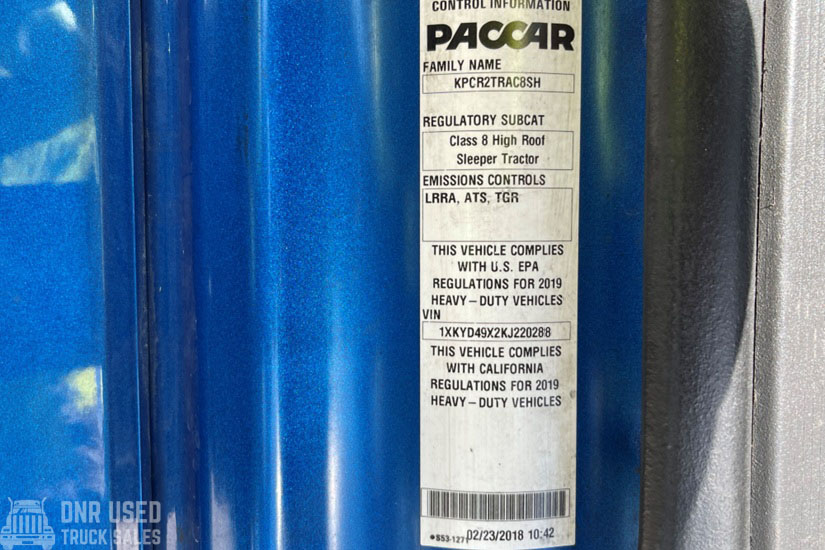 CONTROL INFORMATION
PACCAR
FAMILY NAME
KPCR2TRAC8SH
REGULATORY SUBCAT
Class 8 High Roof
Sleeper Tractor
EMISSIONS CONTROLS
LRRA, ATS, TGR
THIS VEHICLE COMPLIES
WITH U.S. EPA
REGULATIONS FOR 2019
HEAVY-DUTY VEHICLES
VIN
1XKYD49X2KJ220288
THIS VEHICLE COMPLIES
WITH CALIFORNIA
REGULATIONS FOR 2019
HEAVY-DUTY VEHICLES
02/23/2018 10:42
DNR USED
TRUCK SALES